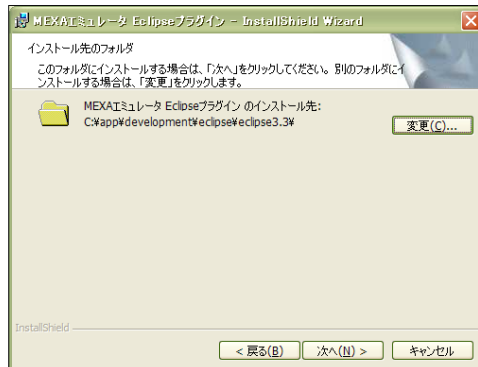 MEXAエミュレータ Eclipseプラグイン - InstallShield Wizard
インストール先のフォルダ
このフォルダにインストールする場合は、「次へ」をクリックしてください。別のフォルダにイ
ンストールする場合は、「変更」をクリックします。
MEXAエミュレータ Eclipseプラグイン のインストール先:
C:¥app¥development¥eclipse¥eclipse3.3¥
変更(C)...
InstallShield
< 戻る(B)
次へ(N) >
キャンセル